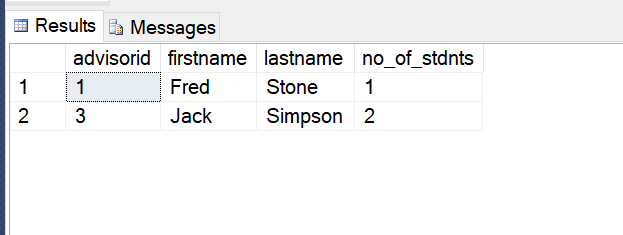 Results Messages
advisorid firstname lastname no_of_stdnts
1 1 Fred Stone 1
2 3 Jack Simpson 2